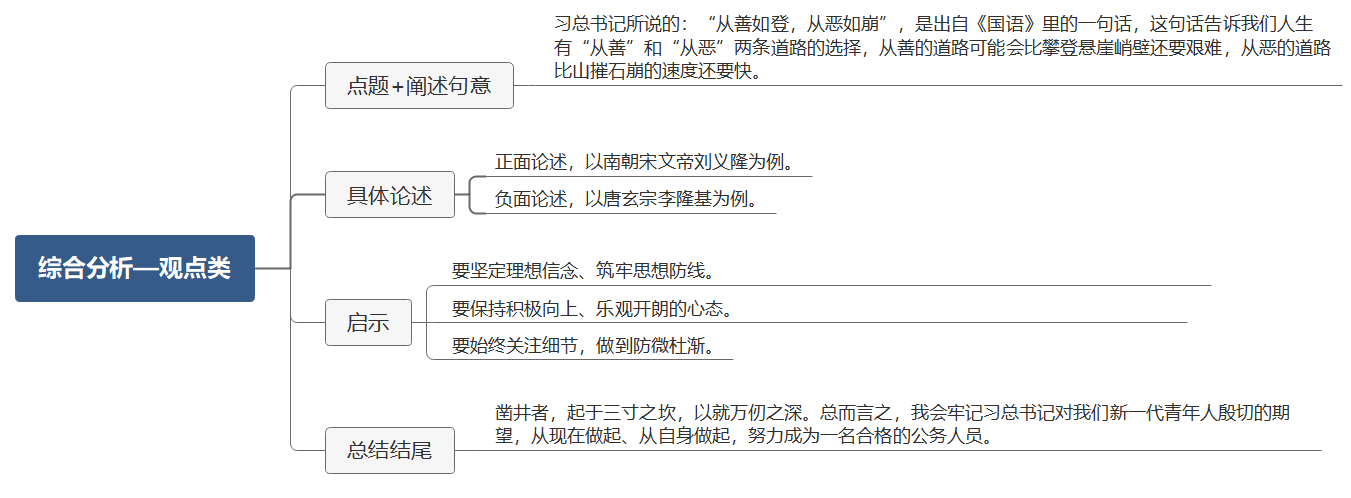 综合分析—观点类
点题+阐述句意
习总书记所说的：“从善如登，从恶如崩”，是出自《国语》里的一句话，这句话告诉我们人生
有“从善”和“从恶”两条道路的选择，从善的道路可能会比攀登悬崖峭壁还要艰难，从恶的道路
比山摧石崩的速度还要快。
具体论述
正面论述，以南朝宋文帝刘义隆为例。
负面论述，以唐玄宗李隆基为例。
启示
要坚定理想信念、筑牢思想防线。
要保持积极向上、乐观开朗的心态。
要始终关注细节，做到防微杜渐。
总结结尾
凿井者，起于三寸之坎，以就万仞之深。总而言之，我会牢记习总书记对我们新一代青年人殷切的期
望，从现在做起、从自身做起，努力成为一名合格的公务人员。